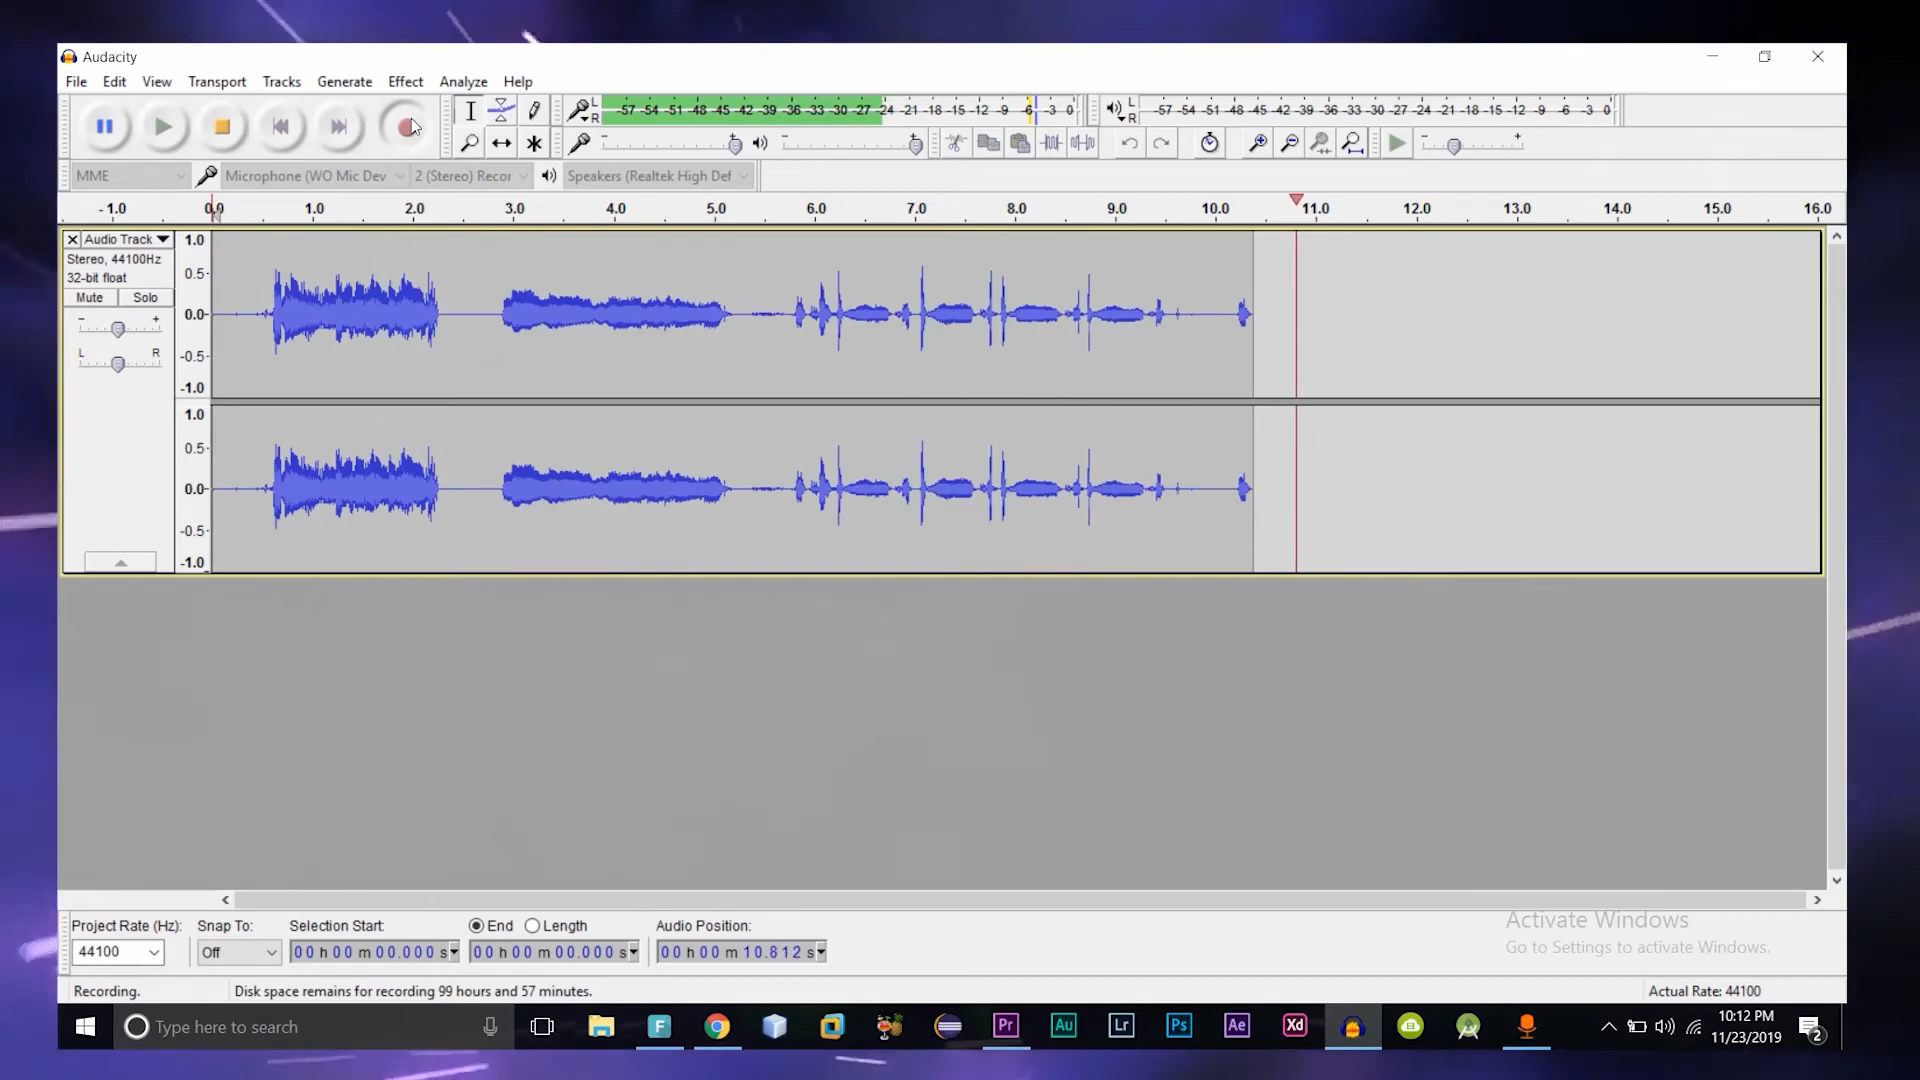 Audacity
File Edit View Transport Tracks Generate Effect Analyze Help
L -57 -54 -51 -48 -45 -42 -39 -36 -33 -30 -27 -24 -21 -18 -15 -12 -9 -6 -3 0 L -57 -54 -51 -48 -45 -42 -39 -36 -33 -30 -27 -24 -21 -18 -15 -12 -9 -6 -3 0
R R
- + - + - +
MME Microphone (WO Mic Dev 2 (Stereo) Recor Speakers (Realtek High Def
-1.0 0.0 1.0 2.0 3.0 4.0 5.0 6.0 7.0 8.0 9.0 10.0 11.0 12.0 13.0 14.0 15.0 16.0
Audio Track 1.0
Stereo, 44100Hz
32-bit float 0.5
Mute Solo
- + 0.0
L R -0.5
-1.0
1.0
0.5
0.0
-0.5
-1.0
Project Rate (Hz): Snap To: Selection Start: End Length Audio Position:
44100 Off 00 h 00 m 00.000 s 00 h 00 m 00.000 s 00 h 00 m 10.812 s
Activate Windows
Go to Settings to activate Windows.
Recording. Disk space remains for recording 99 hours and 57 minutes. Actual Rate: 44100
Type here to search F Pr Au Lr Ps Ae Xd 10:12 PM
11/23/2019 2